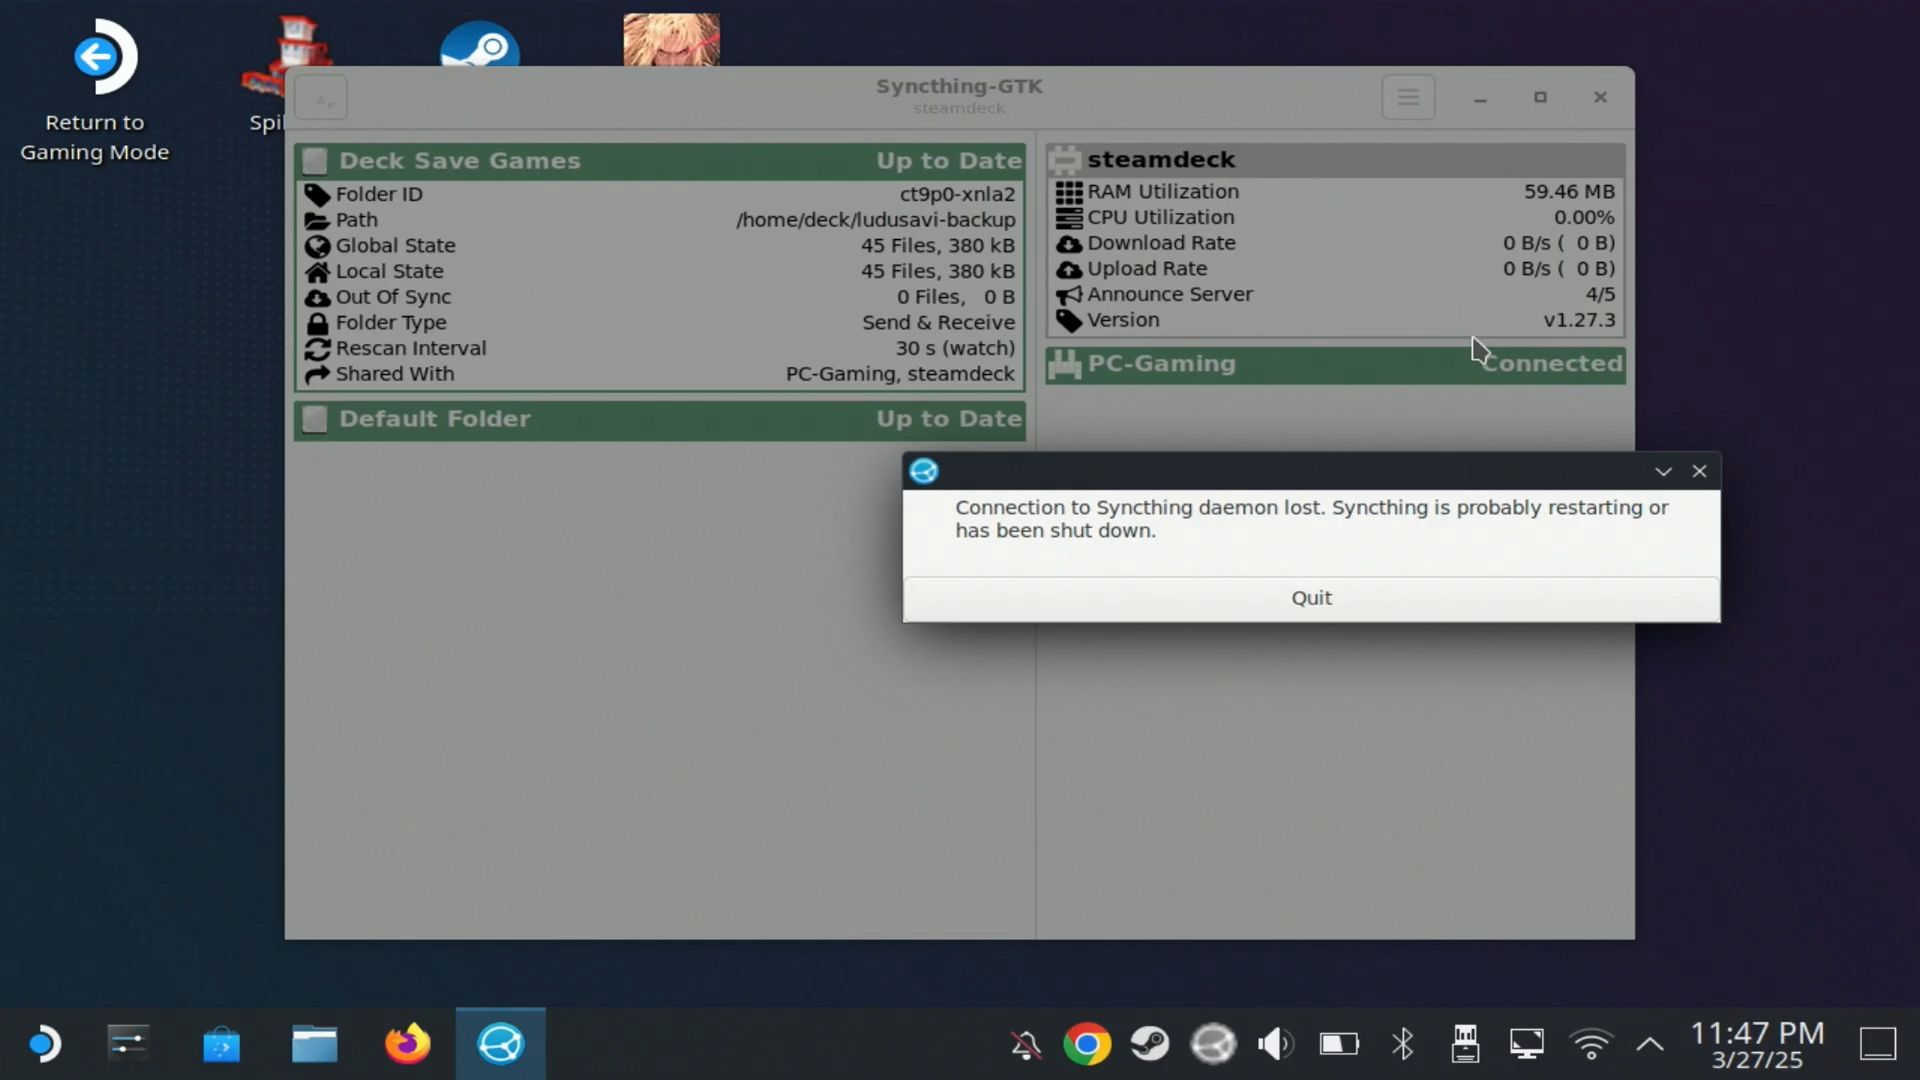 Return to
Gaming Mode
Spi
Syncthing-GTK
steamdeck
Deck Save Games Up to Date
Folder ID ct9p0-xnla2
Path /home/deck/ludusavi-backup
Global State 45 Files, 380 kB
Local State 45 Files, 380 kB
Out Of Sync 0 Files, 0 B
Folder Type Send & Receive
Rescan Interval 30 s (watch)
Shared With PC-Gaming, steamdeck
Default Folder Up to Date
steamdeck
RAM Utilization 59.46 MB
CPU Utilization 0.00%
Download Rate 0 B/s ( 0 B)
Upload Rate 0 B/s ( 0 B)
Announce Server 4/5
Version v1.27.3
PC-Gaming Connected
Connection to Syncthing daemon lost. Syncthing is probably restarting or
has been shut down.
Quit
11:47 PM
3/27/25